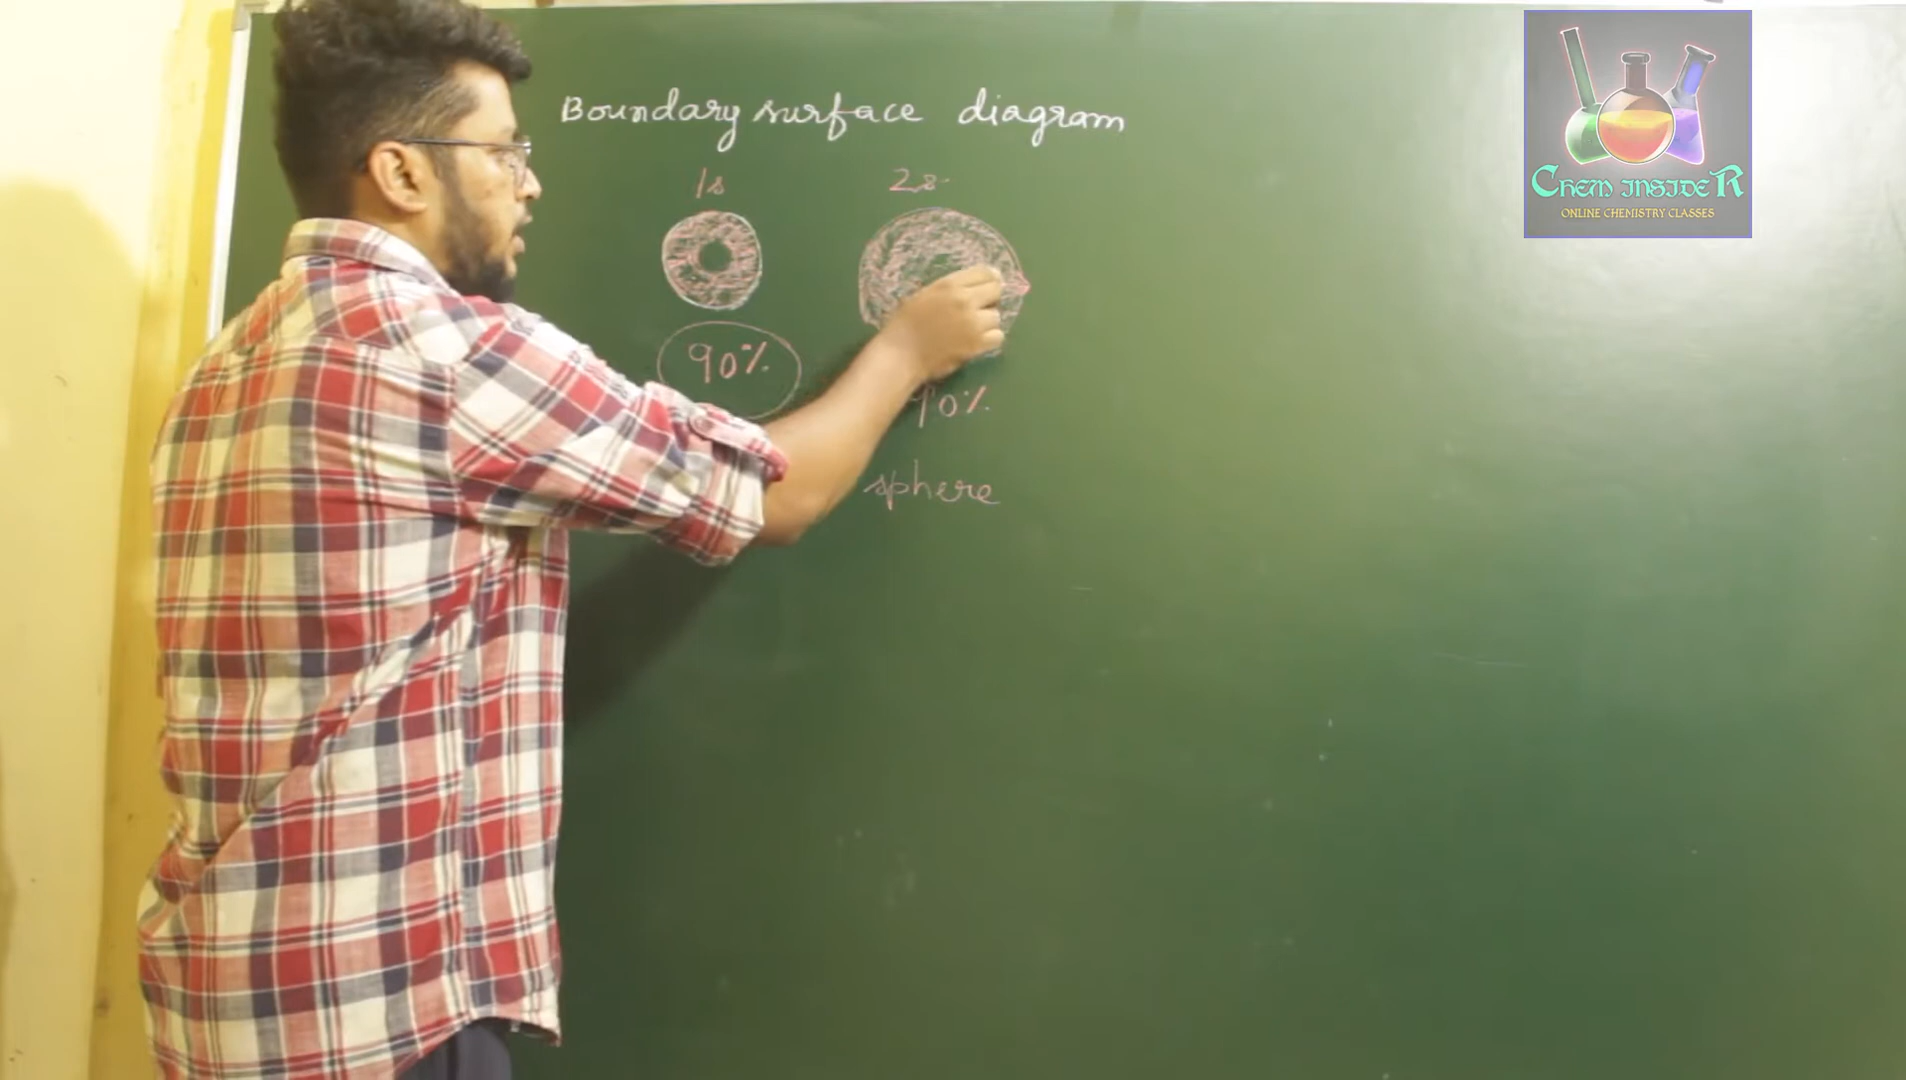 Boundary surface diagram
1s 2s
90%
90%
sphere
CHEM INSIDER
ONLINE CHEMISTRY CLASSES